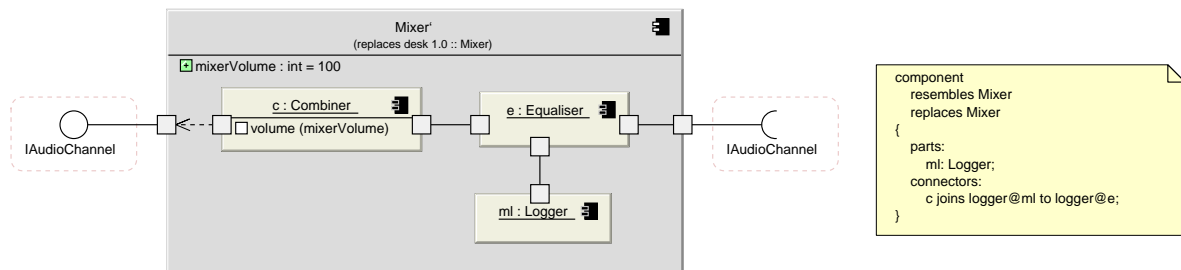 Mixer‘
(replaces desk 1.0 :: Mixer)
mixerVolume : int = 100
c : Combiner
volume (mixerVolume)
e : Equaliser
ml : Logger
IAudioChannel
IAudioChannel
component
resembles Mixer
replaces Mixer
{
parts:
ml: Logger;
connectors:
c joins logger@ml to logger@e;
}